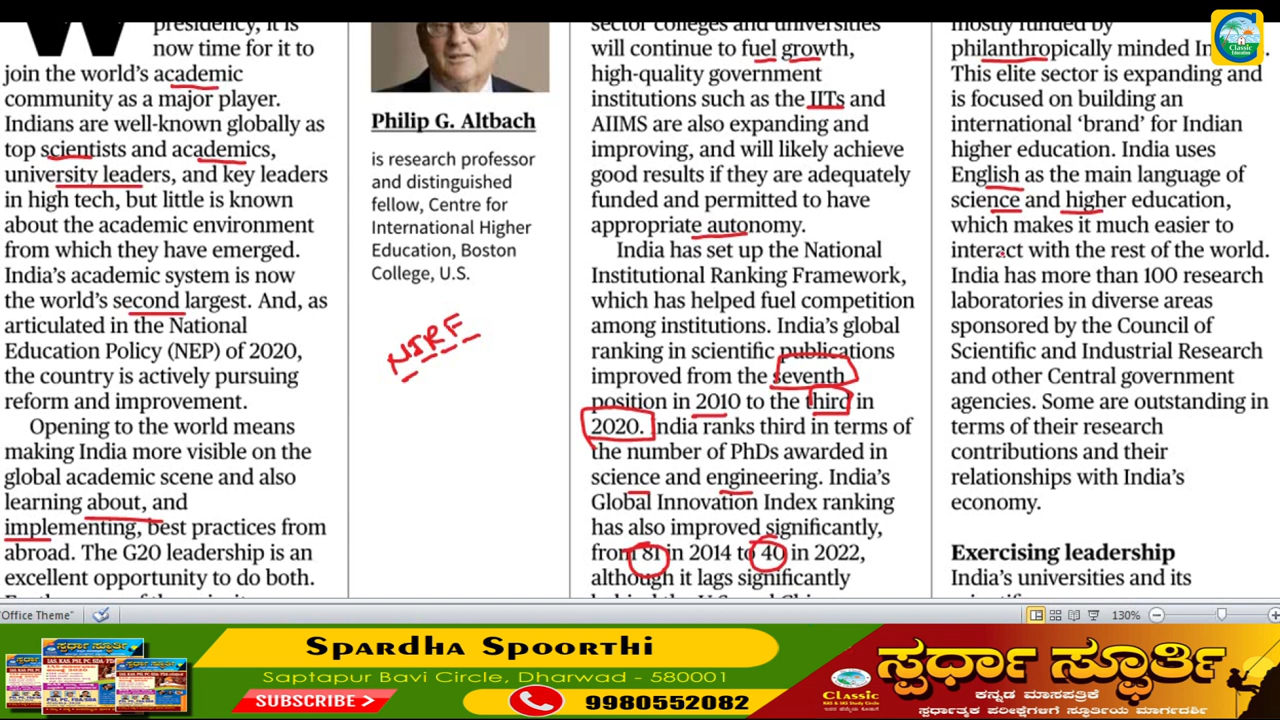 presidency, it is
now time for it to
join the world's academic
community as a major player.
Indians are well-known globally as
top scientists and academics,
university leaders, and key leaders
in high tech, but little is known
about the academic environment
from which they have emerged.
India's academic system is now
the world's second largest. And, as
articulated in the National
Education Policy (NEP) of 2020,
the country is actively pursuing
reform and improvement.
Opening to the world means
making India more visible on the
global academic scene and also
learning about, and
implementing, best practices from
abroad. The G20 leadership is an
excellent opportunity to do both.
Philip G. Altbach
is research professor
and distinguished
fellow, Centre for
International Higher
Education, Boston
College, U.S.
NIRF
sector colleges and universities
will continue to fuel growth,
high-quality government
institutions such as the IITs and
AIIMS are also expanding and
improving, and will likely achieve
good results if they are adequately
funded and permitted to have
appropriate autonomy.
India has set up the National
Institutional Ranking Framework,
which has helped fuel competition
among institutions. India's global
ranking in scientific publications
improved from the seventh
position in 2010 to the third in
2020. India ranks third in terms of
the number of PhDs awarded in
science and engineering. India's
Global Innovation Index ranking
has also improved significantly,
from 81 in 2014 to 40 in 2022,
although it lags significantly
mostly funded by
philanthropically minded
This elite sector is expanding and
is focused on building an
international 'brand' for Indian
higher education. India uses
English as the main language of
science and higher education,
which makes it much easier to
interact with the rest of the world.
India has more than 100 research
laboratories in diverse areas
sponsored by the Council of
Scientific and Industrial Research
and other Central government
agencies. Some are outstanding in
terms of their research
contributions and their
relationships with India's
economy.
Exercising leadership
India's universities and its
Classic
Education
"Office Theme"
130%
Spardha Spoorthi
Saptapur Bavi Circle, Dharwad - 580001
SUBSCRIBE
9980552082
Classic
KAS & IAS Study Circle
ಸ್ಪರ್ಧಾ ಸ್ಫೂರ್ತಿ
ಕನ್ನಡ ಮಾಸಪತ್ರಿಕೆ
ಸ್ಪರ್ಧಾತ್ಮಕ ಪರೀಕ್ಷೆಗಳಿಗೆ ಸ್ಫೂರ್ತಿಯ ಮಾರ್ಗದರ್ಶಿ